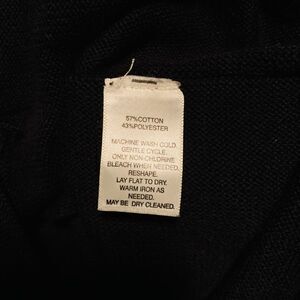 57%COTTON
43%POLYESTER
MACHINE WASH COLD.
GENTLE CYCLE.
ONLY NON-CHLORINE
BLEACH WHEN NEEDED.
RESHAPE.
LAY FLAT TO DRY.
WARM IRON AS
NEEDED.
MAY BE DRY CLEANED.